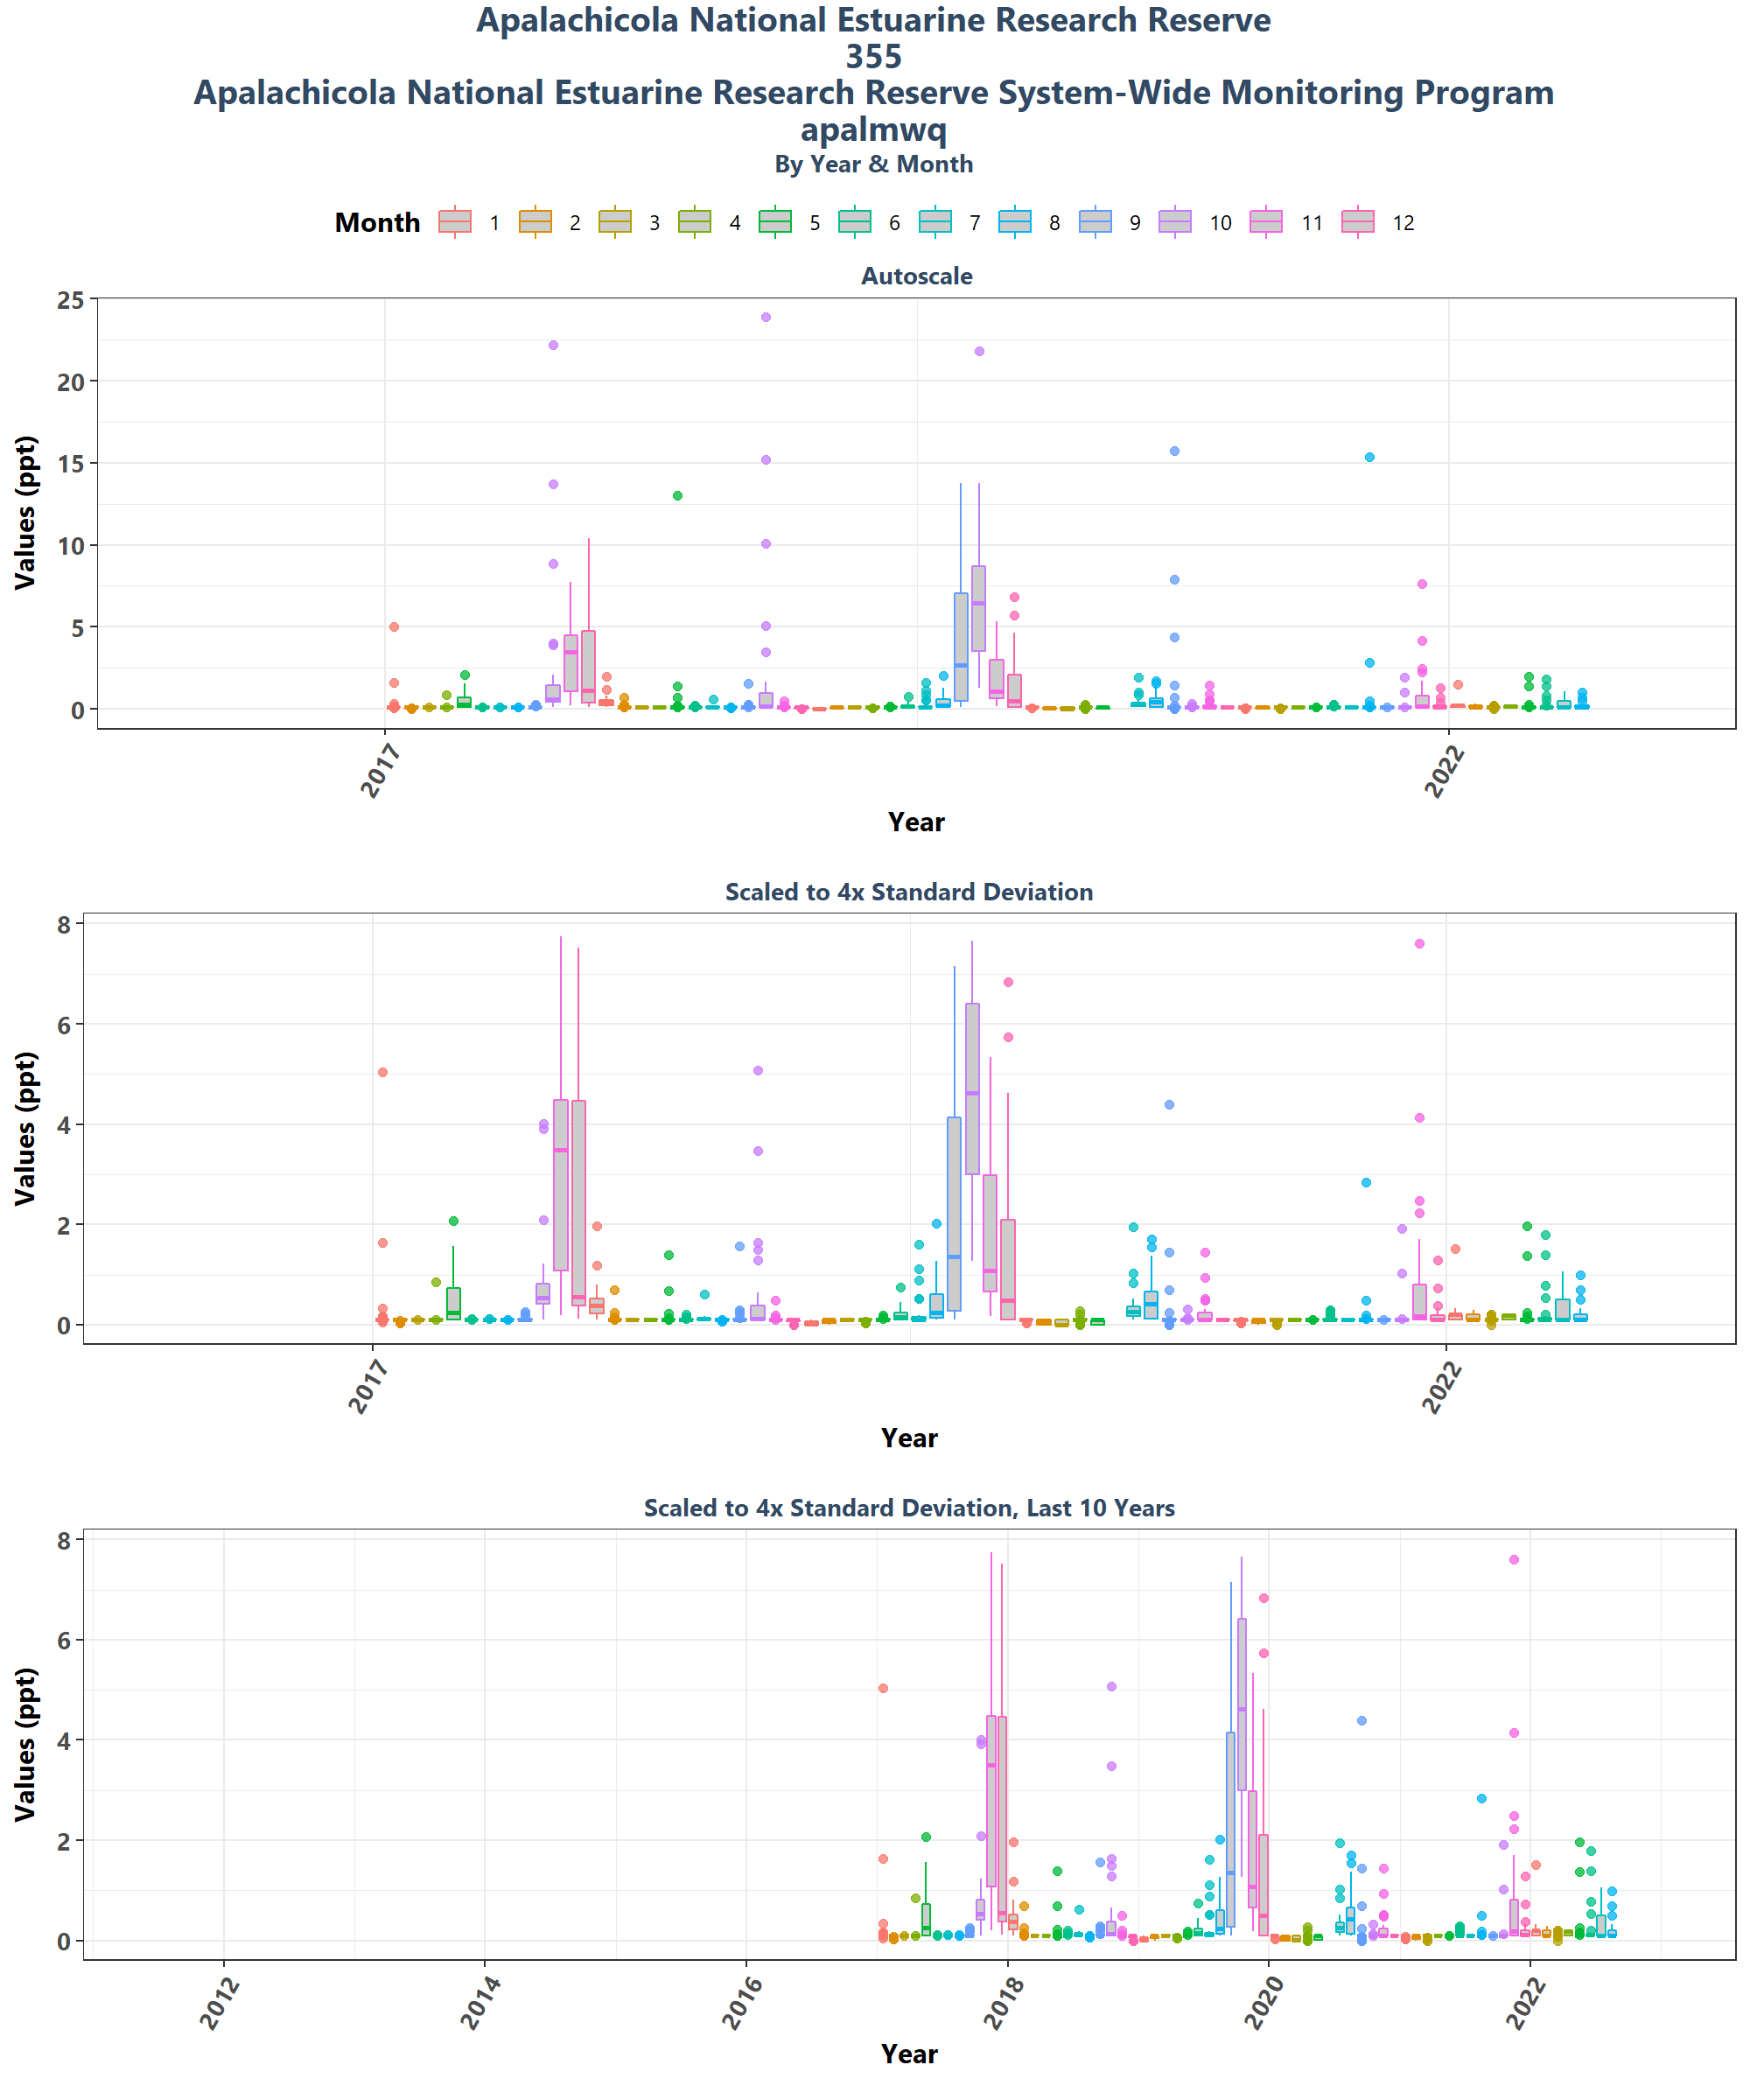 Apalachicola National Estuarine Research Reserve
355
Apalachicola National Estuarine Research Reserve System-Wide Monitoring Program
apalmwq
By Year & Month
Month 1 2 3 4 5 6 7 8 9 10 11 12
Autoscale
Values (ppt)
25
20
15
10
5
0
2017 2022
Year
Scaled to 4x Standard Deviation
Values (ppt)
8
6
4
2
0
2017 2022
Year
Scaled to 4x Standard Deviation, Last 10 Years
Values (ppt)
8
6
4
2
0
2012 2014 2016 2018 2020 2022
Year